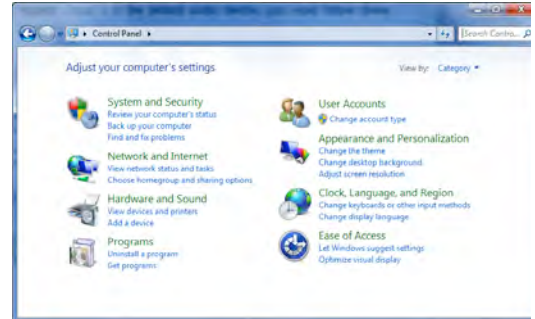 Control Panel
Search Contro...
Adjust your computer's settings
View by: Category
System and Security
Review your computer's status
Back up your computer
Find and fix problems
Network and Internet
View network status and tasks
Choose homegroup and sharing options
Hardware and Sound
View devices and printers
Add a device
Programs
Uninstall a program
Get programs
User Accounts
Change account type
Appearance and Personalization
Change the theme
Change desktop background
Adjust screen resolution
Clock, Language, and Region
Change keyboards or other input methods
Change display language
Ease of Access
Let Windows suggest settings
Optimize visual display